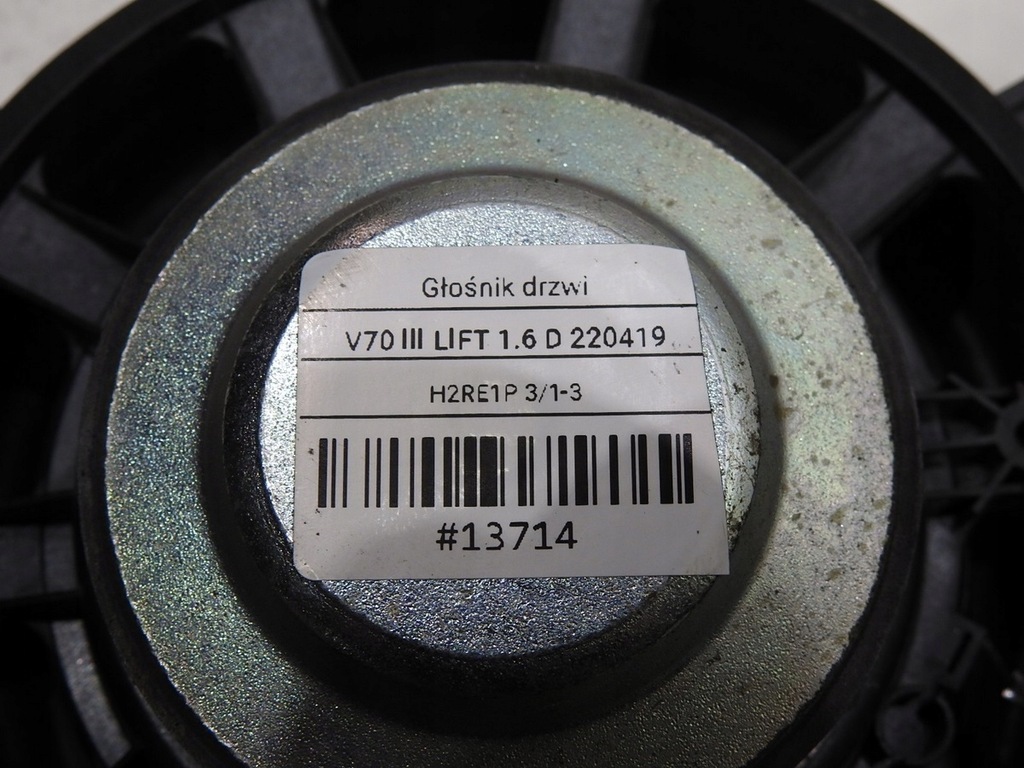 Głośnik drzwi
V70 III LIFT 1.6 D 220419
H2RE1P 3/1-3
#13714